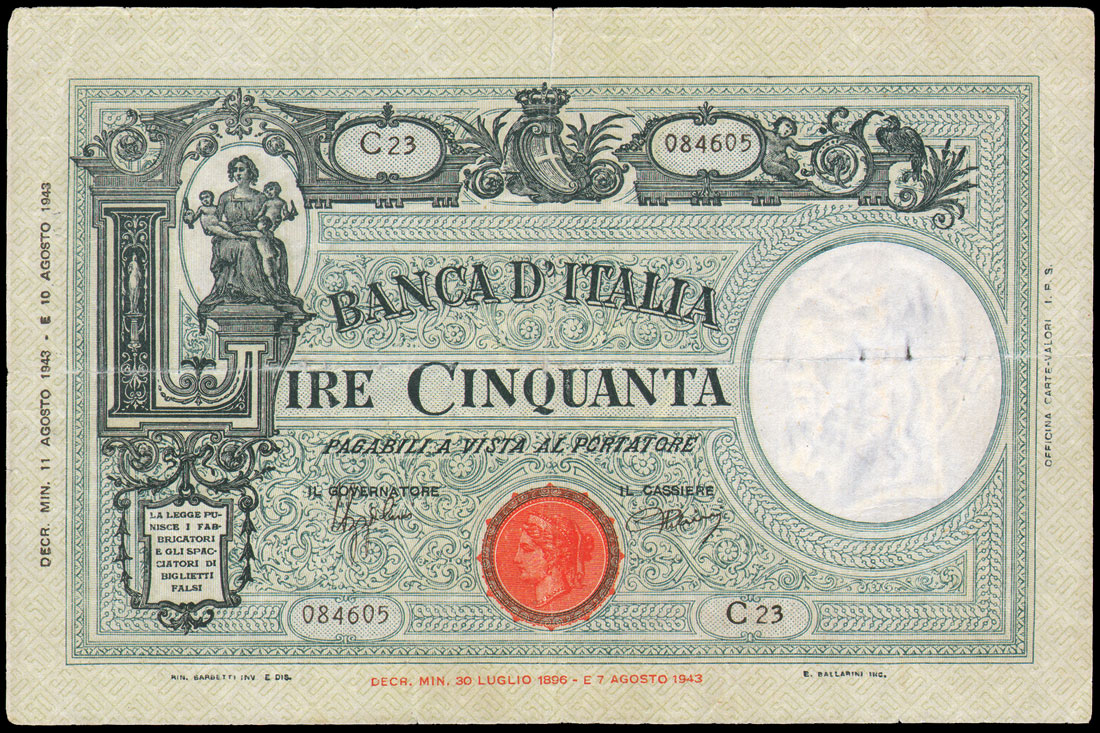 C 23
084605
BANCA D'ITALIA
LIRE CINQUANTA
PAGABILI A VISTA AL PORTATORE
IL GOVERNATORE
IL CASSIERE
LA LEGGE PU-
NISCE I FAB-
BRICATORI
E GLI SPAC-
CIATORI DI
BIGLIETTI
FALSI
084605
C 23
RIN. BARBETTI INV. E DIS.
DECR. MIN. 30 LUGLIO 1896 - E 7 AGOSTO 1943
E. BALLARINI INC.
DECR. MIN. 11 AGOSTO 1943 - E 10 AGOSTO 1943
OFFICINA CARTE-VALORI I. P. S.